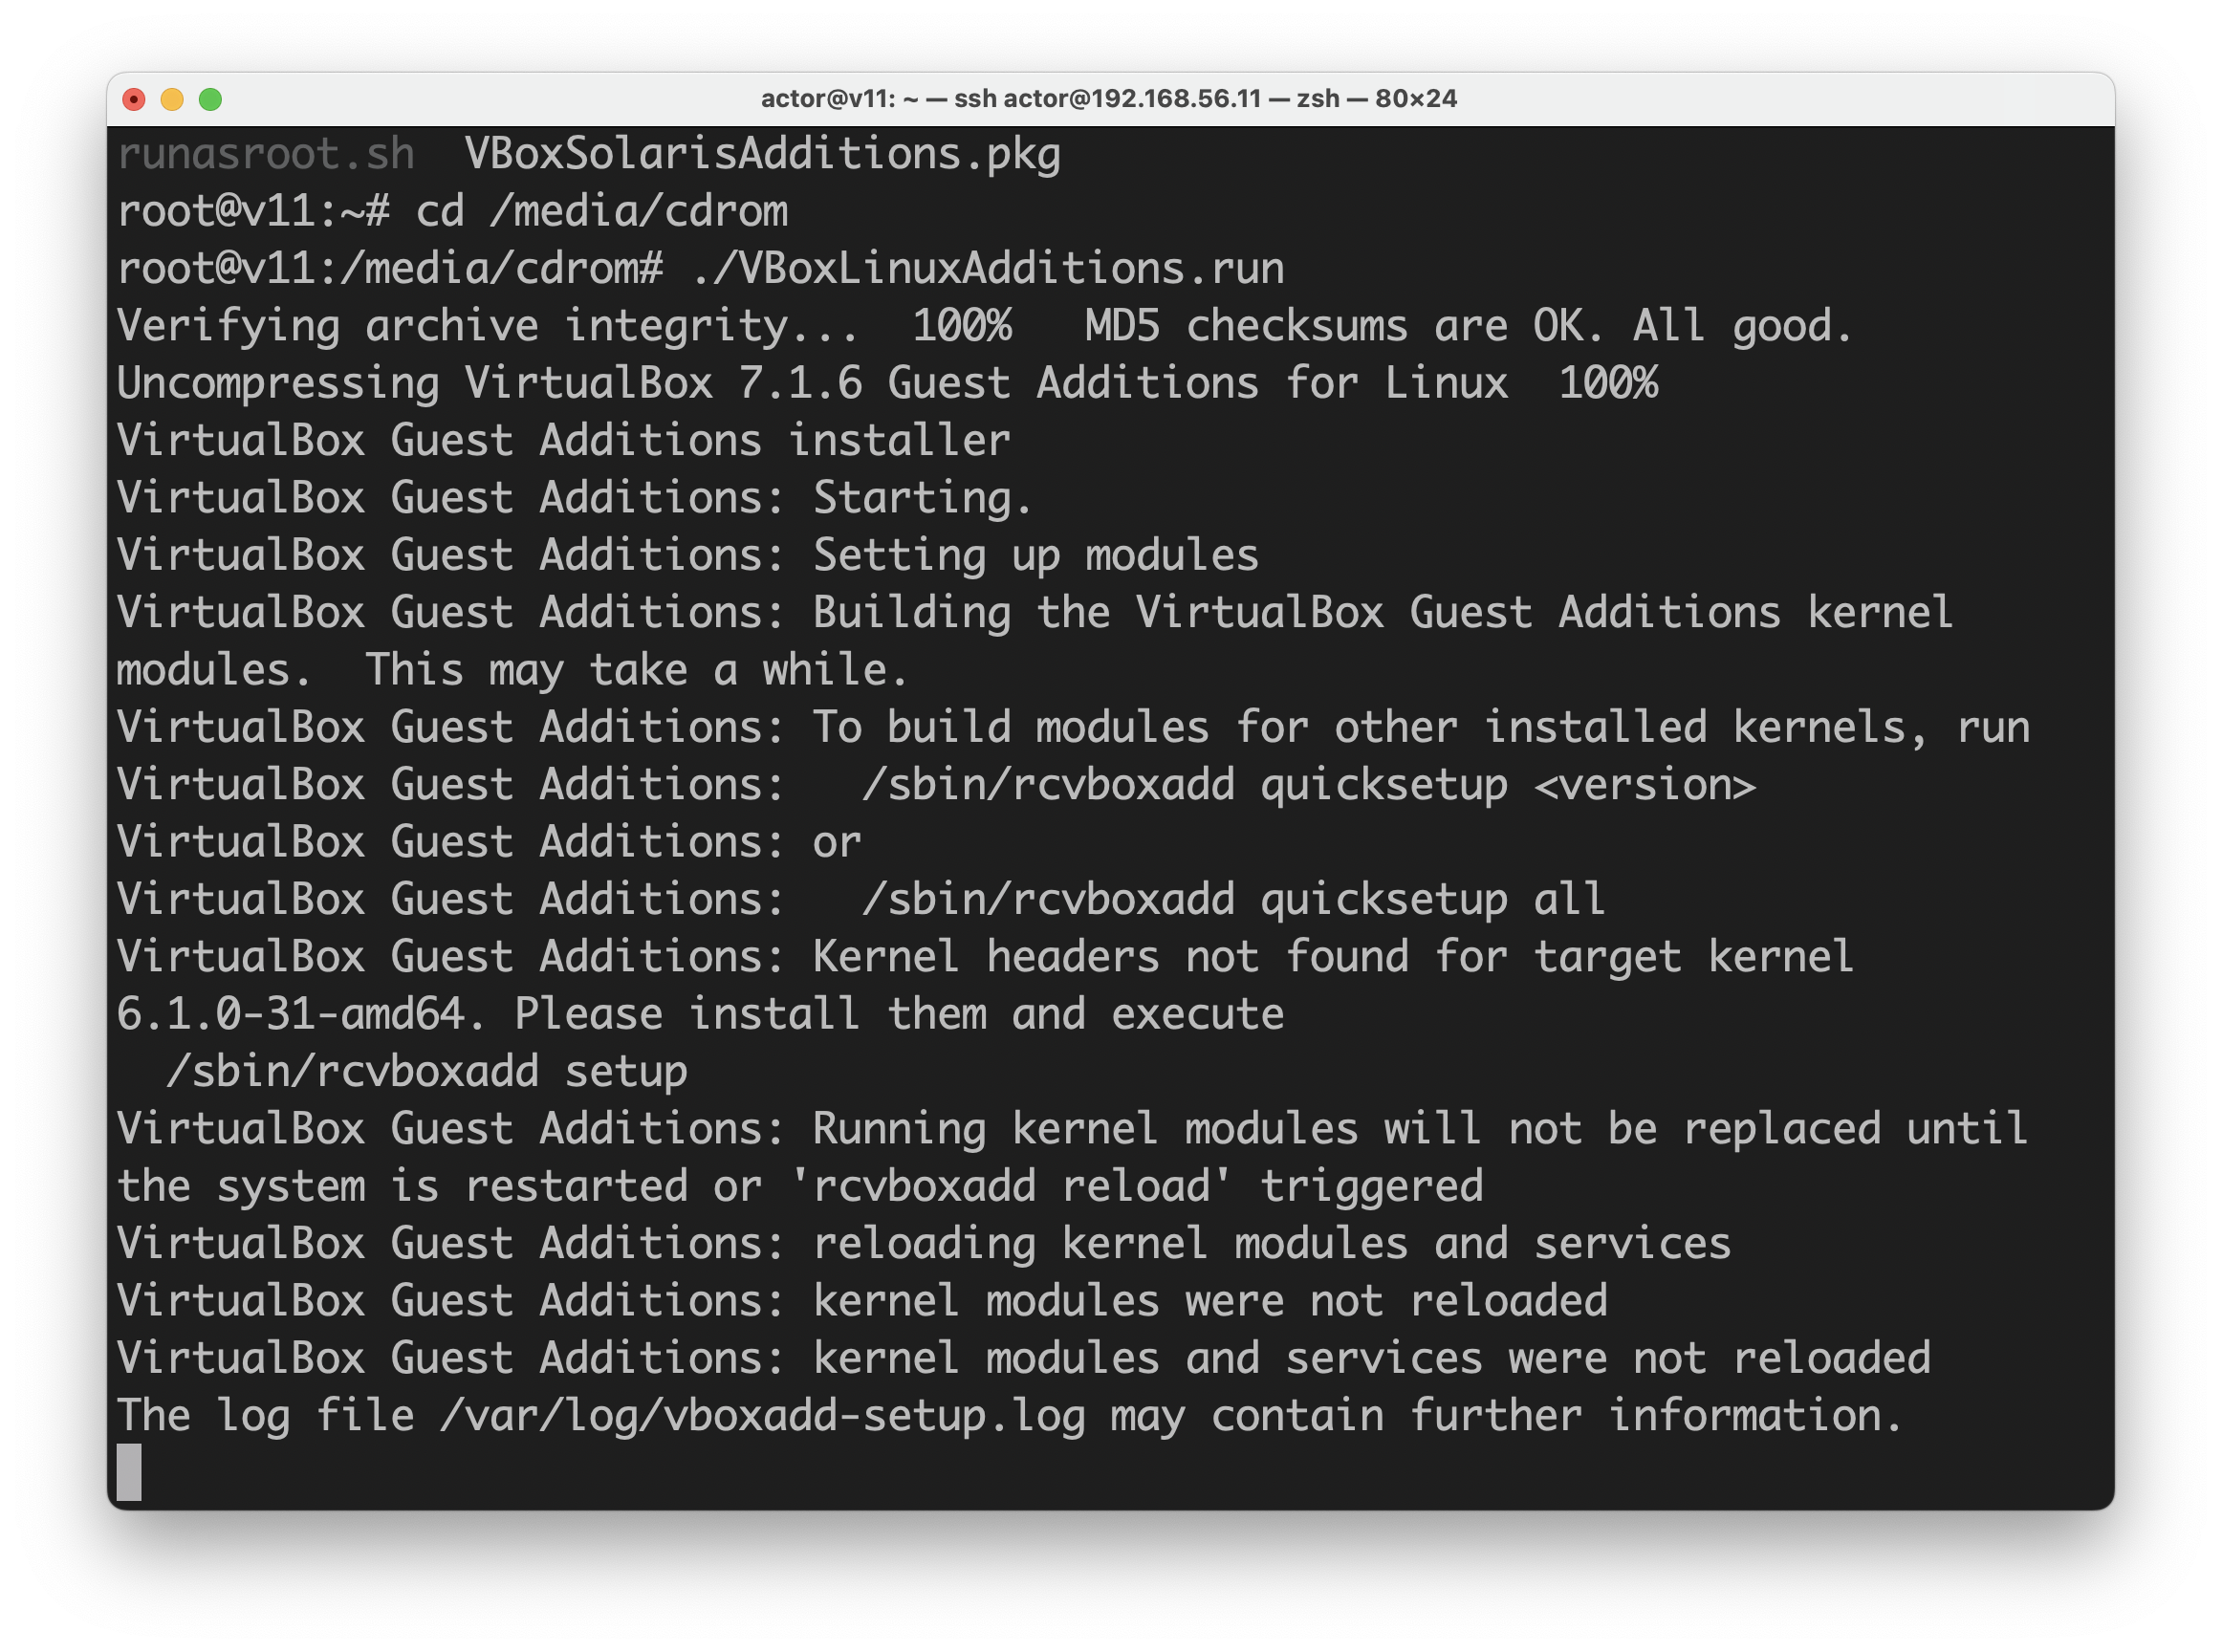 actor@v11: ~ — ssh actor@192.168.56.11 — zsh — 80×24
runasroot.sh  VBoxSolarisAdditions.pkg
root@v11:~# cd /media/cdrom
root@v11:/media/cdrom# ./VBoxLinuxAdditions.run
Verifying archive integrity...  100%   MD5 checksums are OK. All good.
Uncompressing VirtualBox 7.1.6 Guest Additions for Linux  100%
VirtualBox Guest Additions installer
VirtualBox Guest Additions: Starting.
VirtualBox Guest Additions: Setting up modules
VirtualBox Guest Additions: Building the VirtualBox Guest Additions kernel
modules.  This may take a while.
VirtualBox Guest Additions: To build modules for other installed kernels, run
VirtualBox Guest Additions:   /sbin/rcvboxadd quicksetup <version>
VirtualBox Guest Additions: or
VirtualBox Guest Additions:   /sbin/rcvboxadd quicksetup all
VirtualBox Guest Additions: Kernel headers not found for target kernel
6.1.0-31-amd64. Please install them and execute
  /sbin/rcvboxadd setup
VirtualBox Guest Additions: Running kernel modules will not be replaced until
the system is restarted or 'rcvboxadd reload' triggered
VirtualBox Guest Additions: reloading kernel modules and services
VirtualBox Guest Additions: kernel modules were not reloaded
VirtualBox Guest Additions: kernel modules and services were not reloaded
The log file /var/log/vboxadd-setup.log may contain further information.